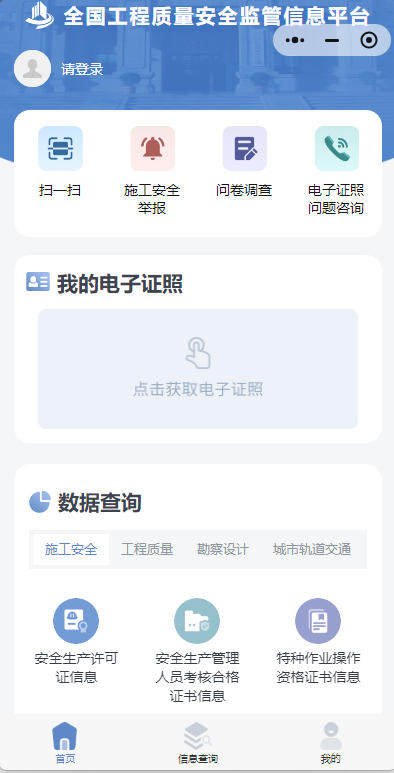 全国工程质量安全监管信息平台
请登录
扫一扫
施工安全
举报
问卷调查
电子证照
问题咨询
我的电子证照
点击获取电子证照
数据查询
施工安全 工程质量 勘察设计 城市轨道交通
安全生产许可
证信息
安全生产管理
人员考核合格
证书信息
特种作业操作
资格证书信息
首页 信息查询 我的